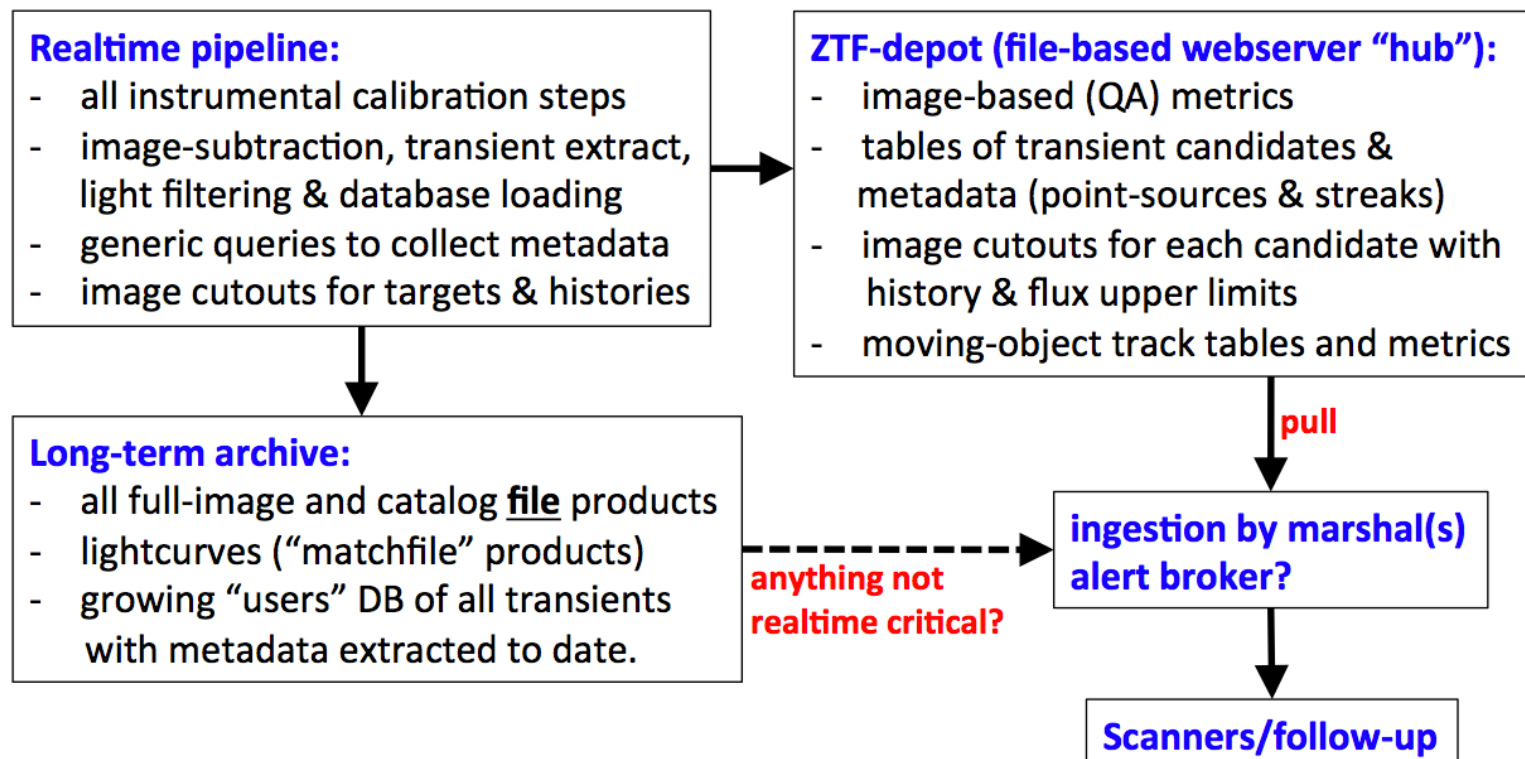 Realtime pipeline:
- all instrumental calibration steps
- image-subtraction, transient extract,
light filtering & database loading
- generic queries to collect metadata
- image cutouts for targets & histories
ZTF-depot (file-based webserver “hub”):
- image-based (QA) metrics
- tables of transient candidates &
metadata (point-sources & streaks)
- image cutouts for each candidate with
history & flux upper limits
- moving-object track tables and metrics
Long-term archive:
- all full-image and catalog file products
- lightcurves (“matchfile” products)
- growing “users” DB of all transients
with metadata extracted to date.
anything not
realtime critical?
pull
ingestion by marshal(s)
alert broker?
Scanners/follow-up